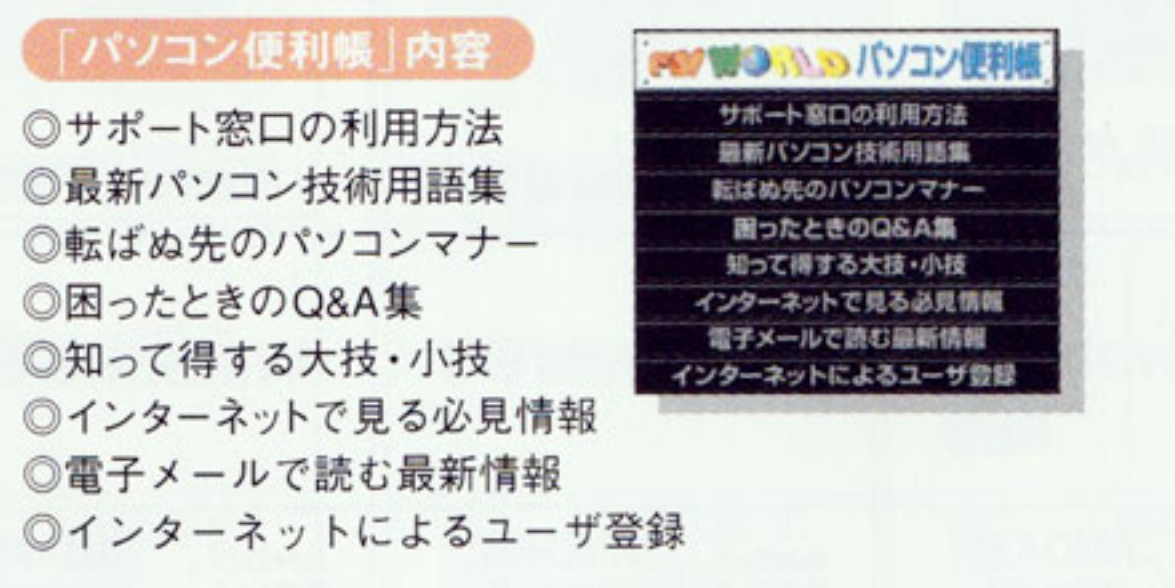 「パソコン便利帳」内容
◎サポート窓口の利用方法
◎最新パソコン技術用語集
◎転ばぬ先のパソコンマナー
◎困ったときのQ&A集
◎知って得する大技・小技
◎インターネットで見る必見情報
◎電子メールで読む最新情報
◎インターネットによるユーザ登録
FMV WORLD パソコン便利帳
サポート窓口の利用方法
最新パソコン技術用語集
転ばぬ先のパソコンマナー
困ったときのQ&A集
知って得する大技・小技
インターネットで見る必見情報
電子メールで読む最新情報
インターネットによるユーザ登録